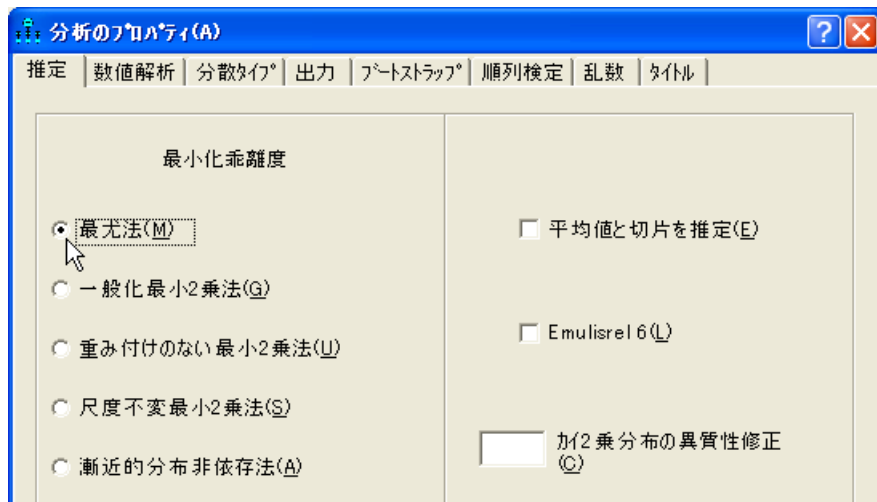 分析のﾌﾟﾛﾊﾟﾃｨ(A)
推定 数値解析 分散ﾀｲﾌﾟ 出力 ﾌﾞｰﾄｽﾄﾗｯﾌﾟ 順列検定 乱数 ﾀｲﾄﾙ
最小化乖離度
最尤法(M)
平均値と切片を推定(E)
一般化最小2乗法(G)
重み付けのない最小2乗法(U)
Emulisrel 6(L)
尺度不変最小2乗法(S)
ｶｲ2乗分布の異質性修正
(C)
漸近的分布非依存法(A)